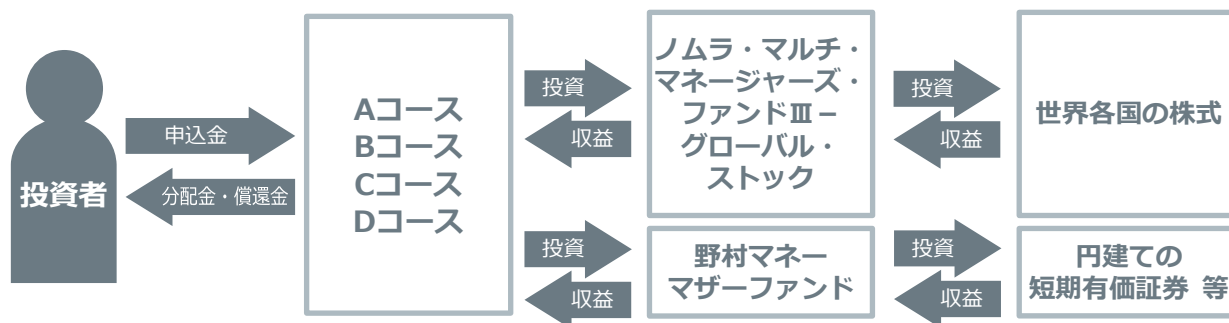 投資者
申込金
分配金・償還金
Aコース
Bコース
Cコース
Dコース
投資
収益
ノムラ・マルチ・
マネージャーズ・
ファンドⅢ－
グローバル・
ストック
投資
収益
世界各国の株式
投資
収益
野村マネー
マザーファンド
投資
収益
円建ての
短期有価証券 等